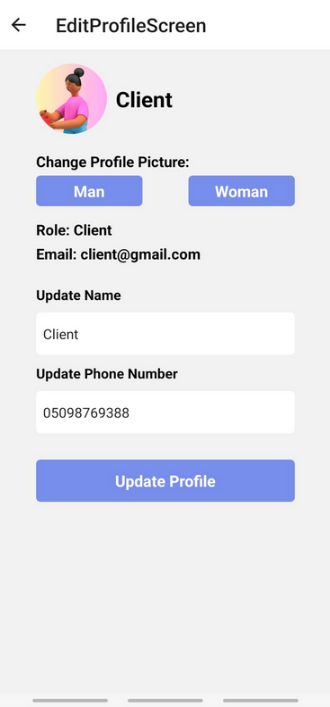 EditProfileScreen
Client
Change Profile Picture:
Man
Woman
Role: Client
Email: client@gmail.com
Update Name
Client
Update Phone Number
05098769388
Update Profile